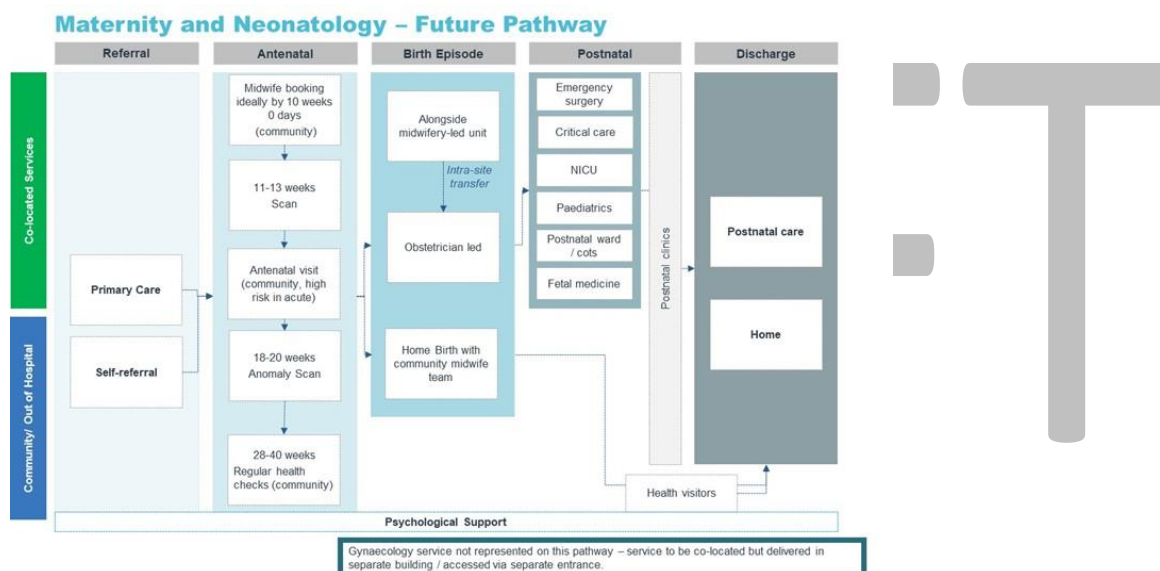 Maternity and Neonatology – Future Pathway
Referral
Antenatal
Birth Episode
Postnatal
Discharge
Co-located Services
Community/ Out of Hospital
Primary Care
Self-referral
Midwife booking
ideally by 10 weeks
0 days
(community)
11-13 weeks
Scan
Antenatal visit
(community, high
risk in acute)
18-20 weeks
Anomaly Scan
28-40 weeks
Regular health
checks (community)
Alongside
midwifery-led unit
Intra-site
transfer
Obstetrician led
Home Birth with
community midwife
team
Emergency
surgery
Critical care
NICU
Paediatrics
Postnatal ward
/ cots
Fetal medicine
Postnatal clinics
Postnatal care
Home
Health visitors
Psychological Support
Gynaecology service not represented on this pathway – service to be co-located but delivered in
separate building / accessed via separate entrance.
T